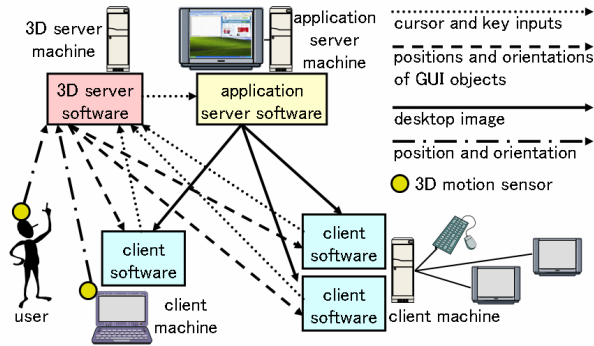 3D server
machine
application
server
machine
cursor and key inputs
positions and orientations
of GUI objects
desktop image
position and orientation
3D motion sensor
3D server
software
application
server software
client
software
client
software
client
software
user
client
machine
client machine